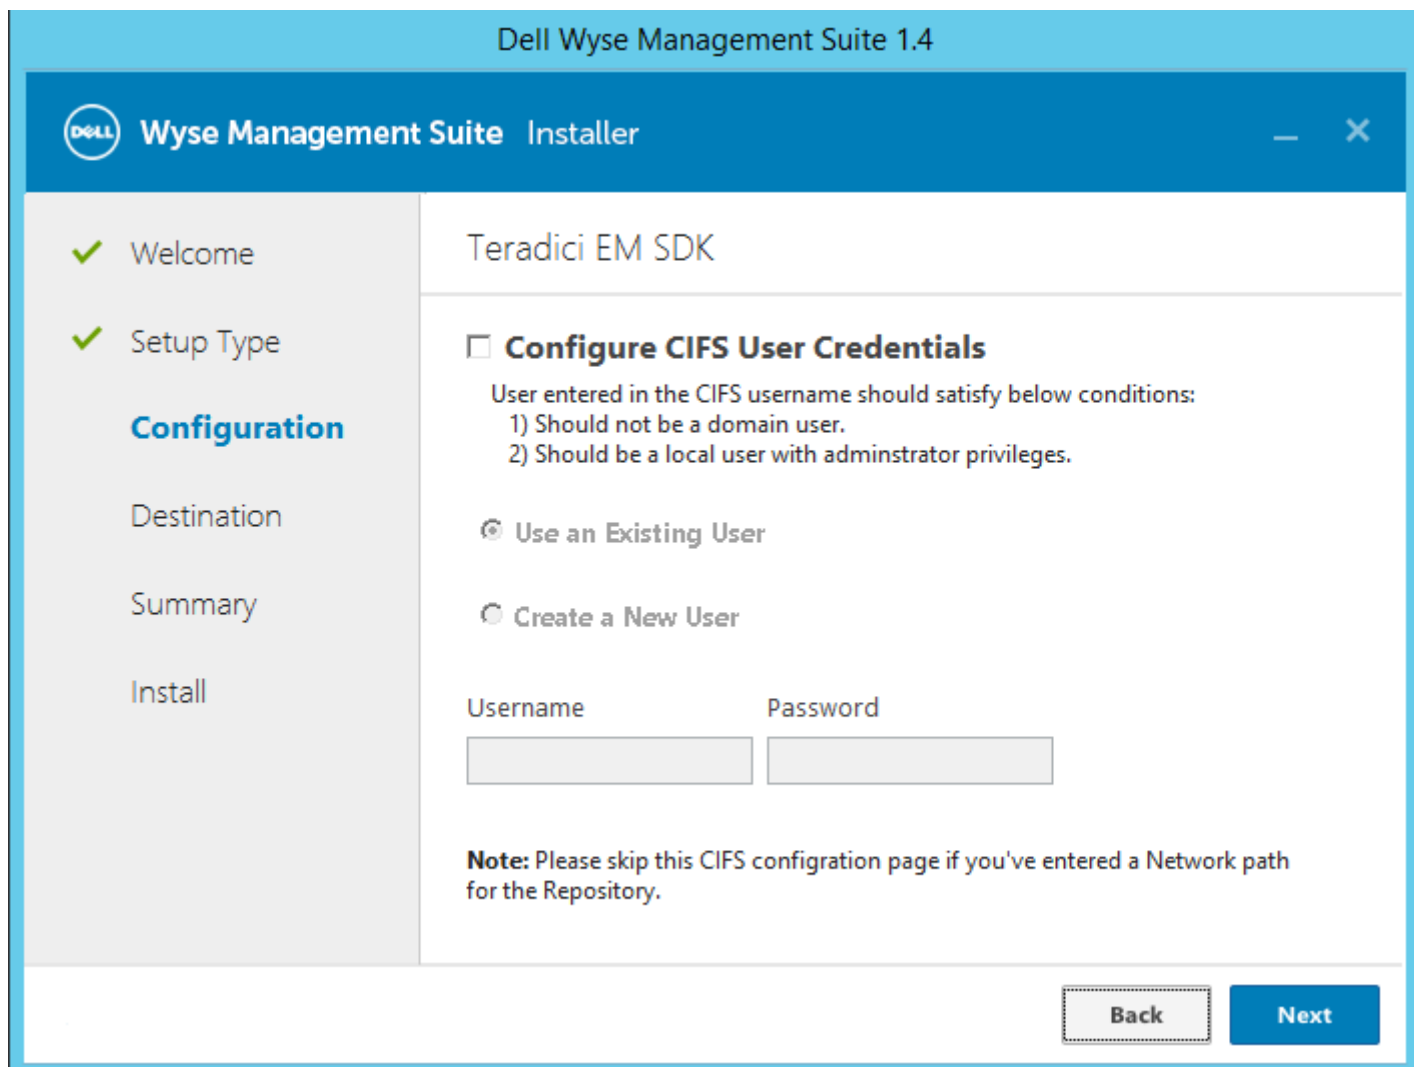 Dell Wyse Management Suite 1.4
DELL Wyse Management Suite Installer
Welcome
Setup Type
Configuration
Destination
Summary
Install
Teradici EM SDK
Configure CIFS User Credentials
User entered in the CIFS username should satisfy below conditions:
1) Should not be a domain user.
2) Should be a local user with adminstrator privileges.
Use an Existing User
Create a New User
Username Password
Note: Please skip this CIFS configration page if you've entered a Network path
for the Repository.
Back Next